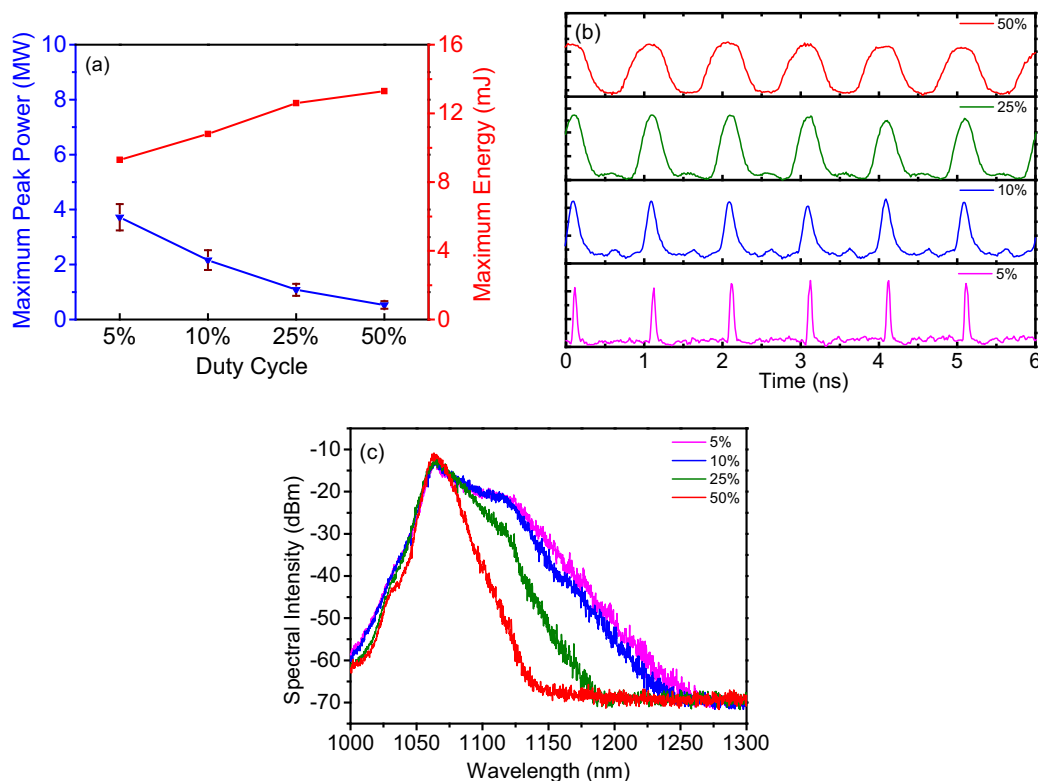 (a)
Maximum Peak Power (MW)
10
8
6
4
2
0
16
12
8
4
0
Maximum Energy (mJ)
5% 10% 25% 50%
Duty Cycle
(b)
50%
25%
10%
5%
0 1 2 3 4 5 6
Time (ns)
(c)
5%
10%
25%
50%
Spectral Intensity (dBm)
-10
-20
-30
-40
-50
-60
-70
1000 1050 1100 1150 1200 1250 1300
Wavelength (nm)